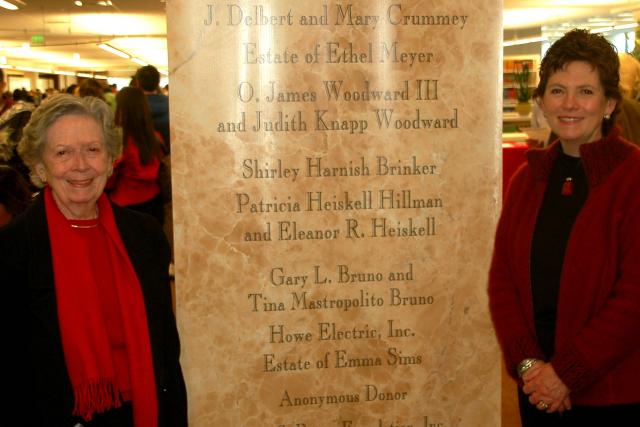 J. Delbert and Mary Crummey
Estate of Ethel Meyer
O. James Woodward III
and Judith Knapp Woodward
Shirley Harnish Brinker
Patricia Heiskell Hillman
and Eleanor R. Heiskell
Gary L. Bruno and
Tina Mastropolito Bruno
Howe Electric, Inc.
Estate of Emma Sims
Anonymous Donor
Foundation, Inc.